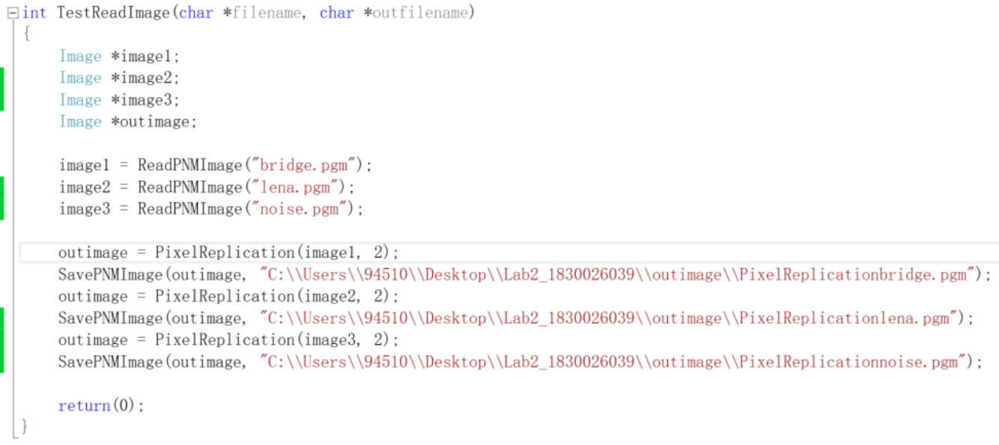 int TestReadImage(char *filename, char *outfilename)
{
    Image *image1;
    Image *image2;
    Image *image3;
    Image *outimage;

    image1 = ReadPNMImage("bridge.pgm");
    image2 = ReadPNMImage("lena.pgm");
    image3 = ReadPNMImage("noise.pgm");

    outimage = PixelReplication(image1, 2);
    SavePNMImage(outimage, "C:\\Users\\94510\\Desktop\\Lab2_1830026039\\outimage\\PixelReplicationbridge.pgm");
    outimage = PixelReplication(image2, 2);
    SavePNMImage(outimage, "C:\\Users\\94510\\Desktop\\Lab2_1830026039\\outimage\\PixelReplicationlena.pgm");
    outimage = PixelReplication(image3, 2);
    SavePNMImage(outimage, "C:\\Users\\94510\\Desktop\\Lab2_1830026039\\outimage\\PixelReplicationnoise.pgm");

    return(0);
}